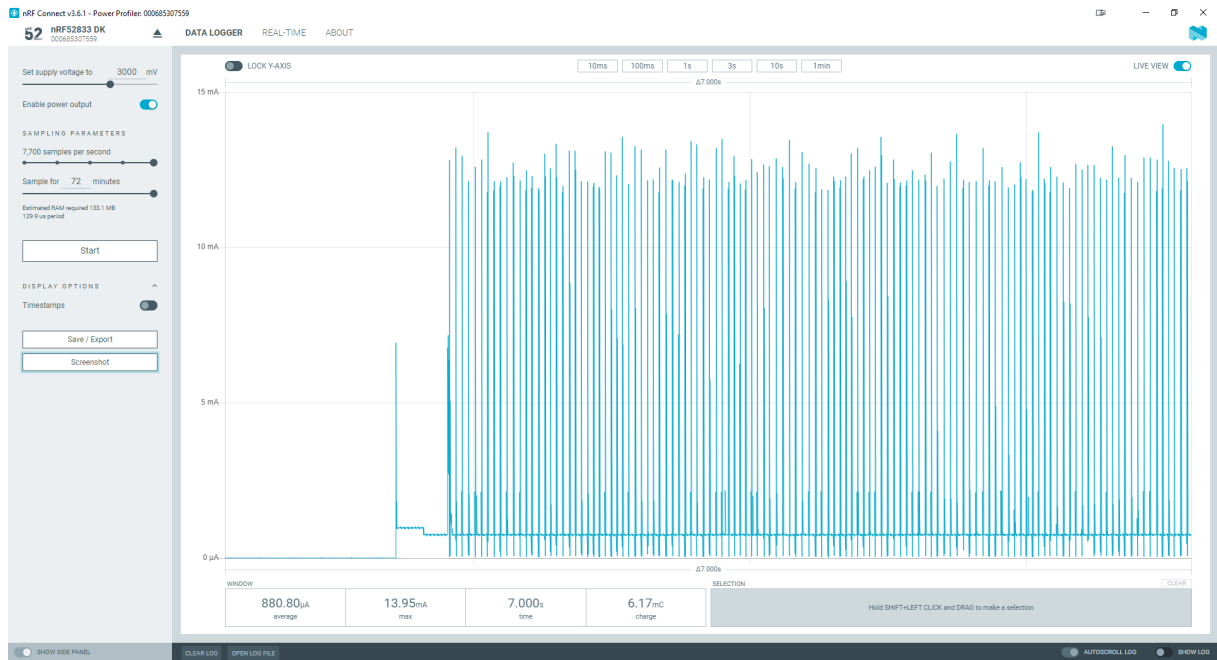 nRF Connect v3.6.1 - Power Profiler: 000685307559
52 nRF52833 DK
000685307559
DATA LOGGER REAL-TIME ABOUT
Set supply voltage to 3000 mV
Enable power output
SAMPLING PARAMETERS
7,700 samples per second
Sample for 72 minutes
Estimated RAM required 133.1 MB
129.9 us period
Start
DISPLAY OPTIONS
Timestamps
Save / Export
Screenshot
SHOW SIDE PANEL
LOCK Y-AXIS 10ms 100ms 1s 3s 10s 1min LIVE VIEW
Δ7.000s
15 mA
10 mA
5 mA
0 µA
Δ7.000s
WINDOW SELECTION CLEAR
880.80µA 13.95mA 7.000s 6.17mC
average max time charge
Hold SHIFT+LEFT CLICK and DRAG to make a selection
CLEAR LOG OPEN LOG FILE AUTOSCROLL LOG SHOW LOG